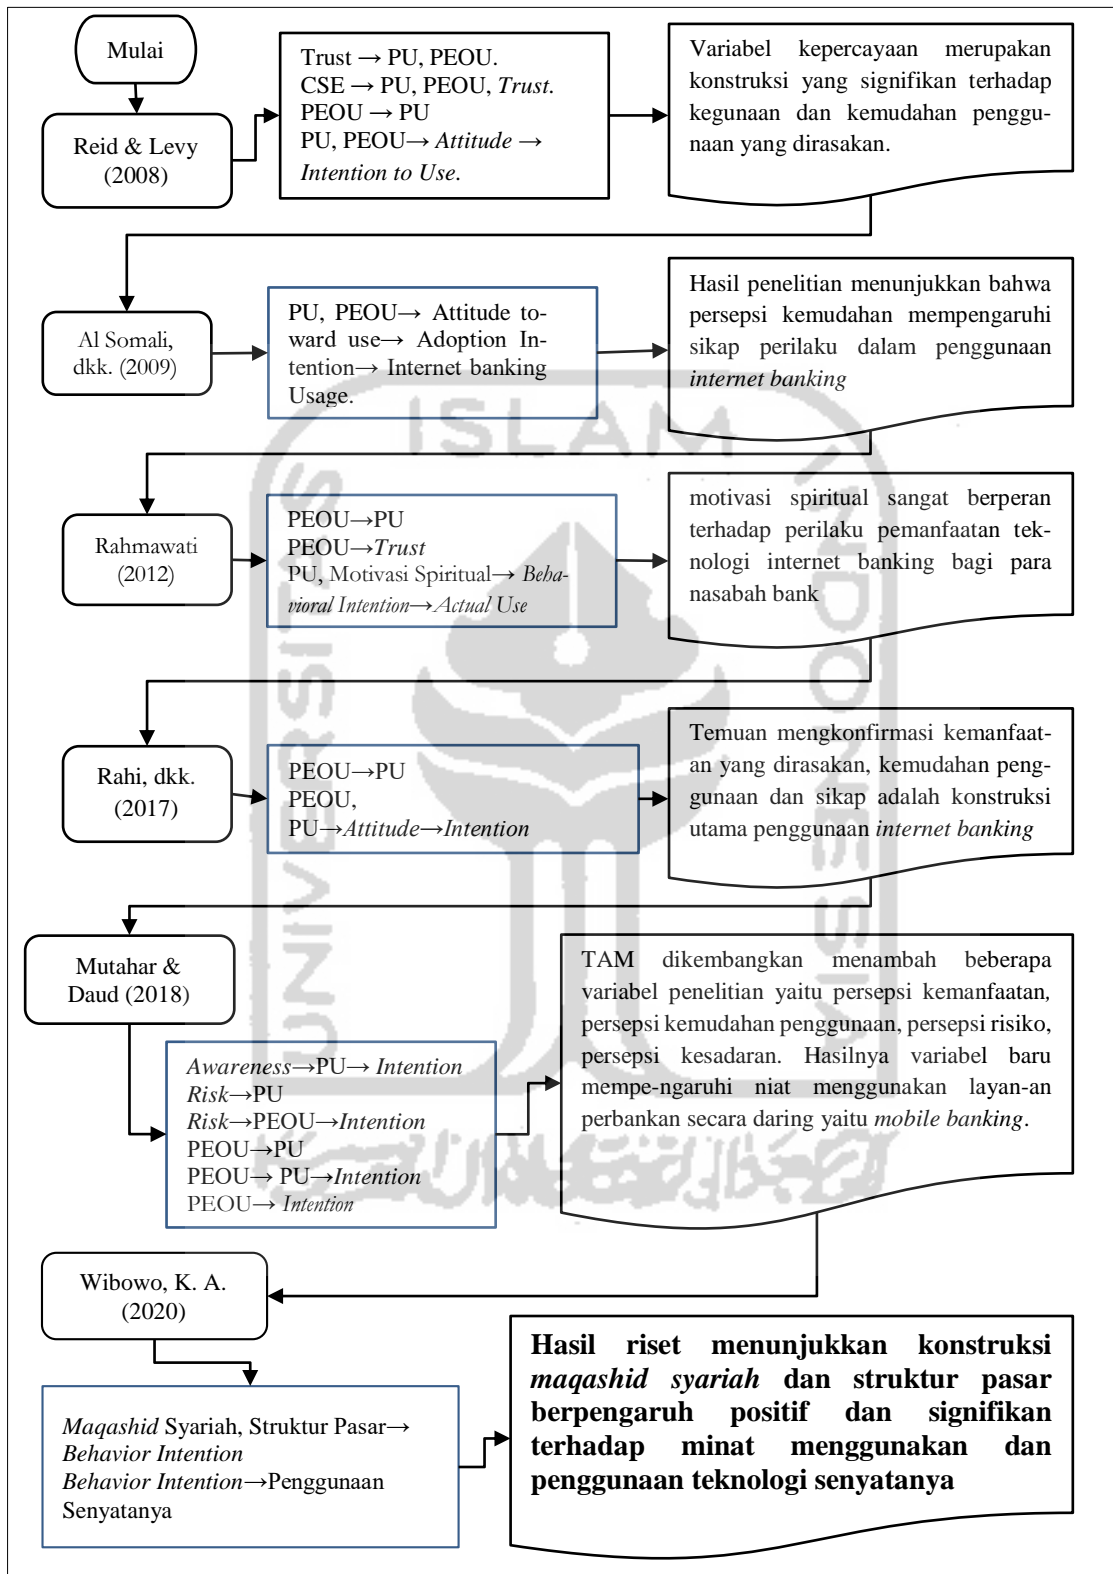 Mulai
Trust → PU, PEOU.
CSE → PU, PEOU, Trust.
PEOU → PU
PU, PEOU→ Attitude →
Intention to Use.
Variabel kepercayaan merupakan
konstruksi yang signifikan terhadap
kegunaan dan kemudahan penggu-
naan yang dirasakan.
Reid & Levy
(2008)
Al Somali,
dkk. (2009)
PU, PEOU→ Attitude to-
ward use→ Adoption In-
tention→ Internet banking
Usage.
Hasil penelitian menunjukkan bahwa
persepsi kemudahan mempengaruhi
sikap perilaku dalam penggunaan
internet banking
Rahmawati
(2012)
PEOU→PU
PEOU→Trust
PU, Motivasi Spiritual→ Beha-
vioral Intention→Actual Use
motivasi spiritual sangat berperan
terhadap perilaku pemanfaatan tek-
nologi internet banking bagi para
nasabah bank
Rahi, dkk.
(2017)
PEOU→PU
PEOU,
PU→Attitude→Intention
Temuan mengkonfirmasi kemanfaat-
an yang dirasakan, kemudahan peng-
gunaan dan sikap adalah konstruksi
utama penggunaan internet banking
Mutahar &
Daud (2018)
Awareness→PU→ Intention
Risk→PU
Risk→PEOU→Intention
PEOU→PU
PEOU→ PU→Intention
PEOU→ Intention
TAM dikembangkan menambah beberapa
variabel penelitian yaitu persepsi kemanfaatan,
persepsi kemudahan penggunaan, persepsi risiko,
persepsi kesadaran. Hasilnya variabel baru
mempe-ngaruhi niat menggunakan layan-an
perbankan secara daring yaitu mobile banking.
Wibowo, K. A.
(2020)
Maqashid Syariah, Struktur Pasar→
Behavior Intention
Behavior Intention→Penggunaan
Senyatanya
Hasil riset menunjukkan konstruksi
maqashid syariah dan struktur pasar
berpengaruh positif dan signifikan
terhadap minat menggunakan dan
penggunaan teknologi senyatanya
UNIVERSITAS
ISLAM
INDONESIA